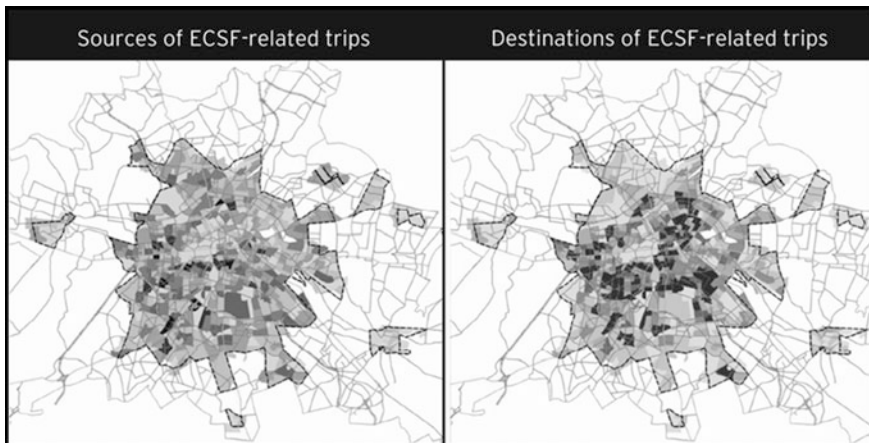 Sources of ECSF-related trips
Destinations of ECSF-related trips